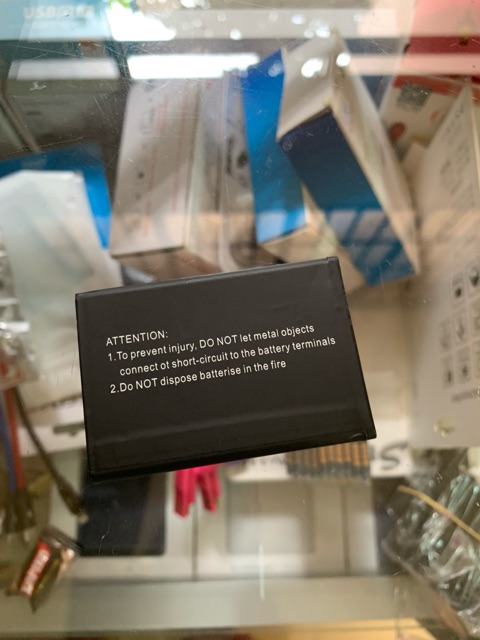 ATTENTION:
1.To prevent injury, DO NOT let metal objects
connect ot short-circuit to the battery terminals
2.Do NOT dispose batterise in the fire